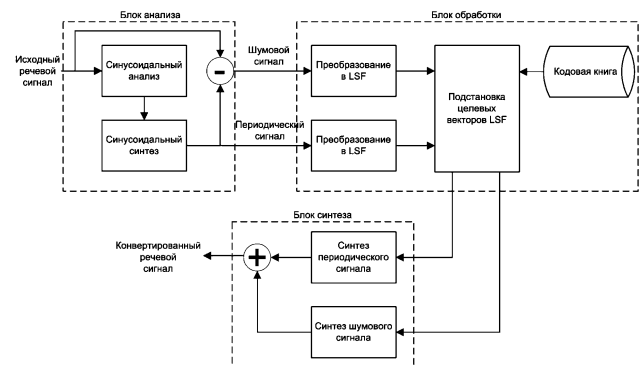 Блок анализа
Блок обработки
Исходный
речевой
сигнал
Синусоидальный
анализ
Синусоидальный
синтез
-
Шумовой
сигнал
Периодический
сигнал
Преобразование
в LSF
Преобразование
в LSF
Подстановка
целевых
векторов LSF
Кодовая книга
Блок синтеза
Конвертированный
речевой
сигнал
+
Синтез
периодического
сигнала
Синтез шумового
сигнала